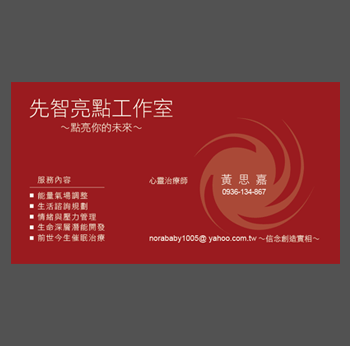 先智亮點工作室
～點亮你的未來～
服務內容
■ 能量氣場調整
■ 生活諮詢規劃
■ 情緒與壓力管理
■ 生命深層潛能開發
■ 前世今生催眠治療
心靈治療師 黃思嘉
0936-134-867
norababy1005@ yahoo.com.tw ～信念創造實相～